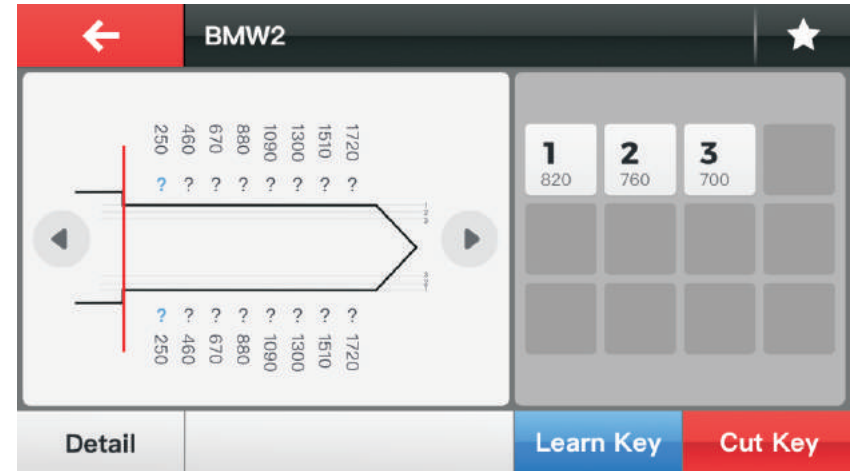 BMW2
250 460 670 880 1090 1300 1510 1720
? ? ? ? ? ? ? ?
1 2 3
820 760 700
? ? ? ? ? ? ? ?
250 460 670 880 1090 1300 1510 1720
Detail
Learn Key
Cut Key